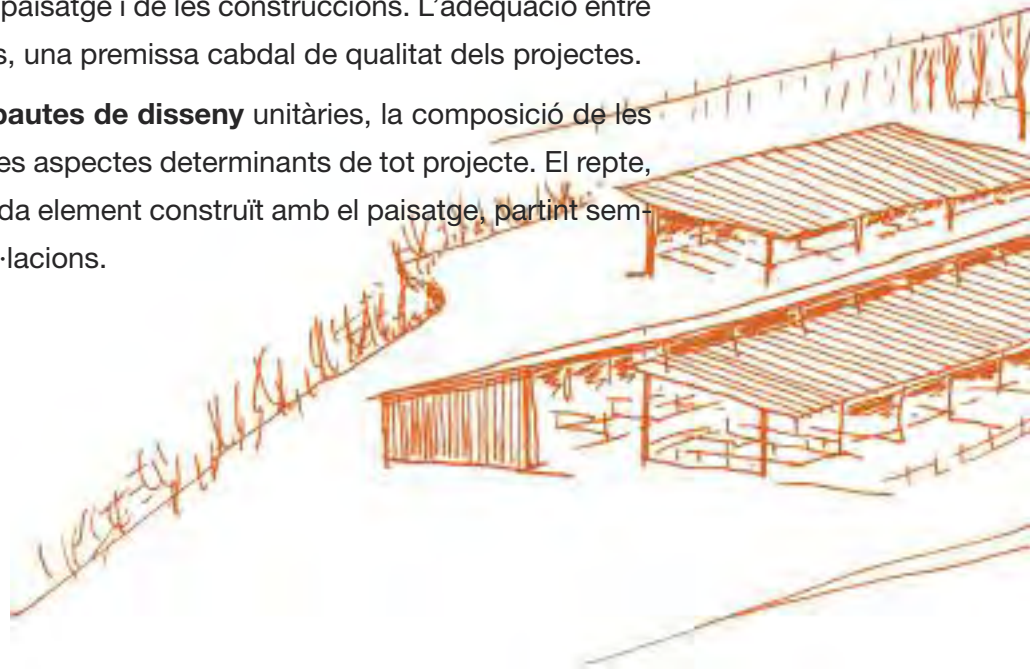 paisatge i de les construccions. L'adequació entre
s, una premissa cabdal de qualitat dels projectes.
pautes de disseny unitàries, la composició de les
es aspectes determinants de tot projecte. El repte,
da element construït amb el paisatge, partint sem-
·lacions.